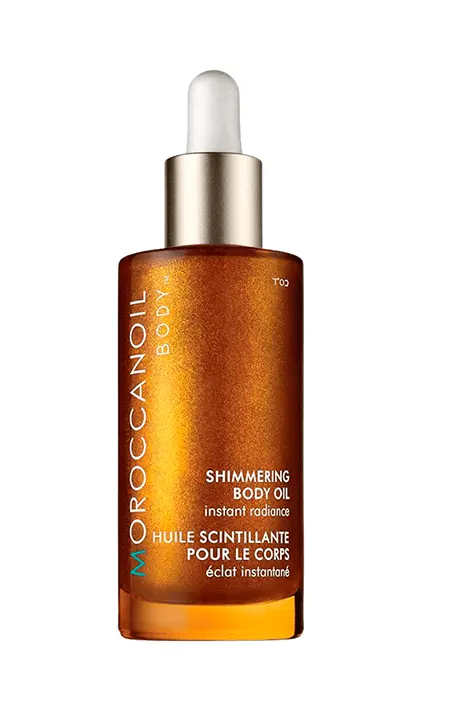 MOROCCANOIL
BODY™
SHIMMERING
BODY OIL
instant radiance
HUILE SCINTILLANTE
POUR LE CORPS
éclat instantané